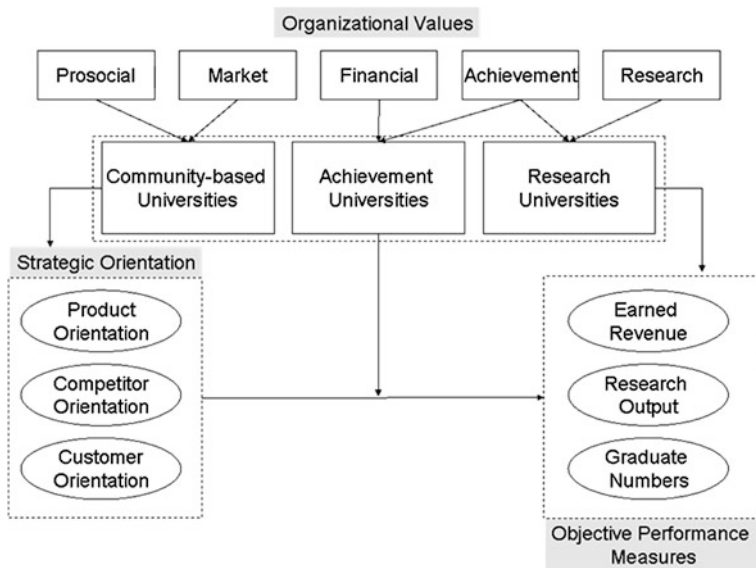 Organizational Values
Prosocial
Market
Financial
Achievement
Research
Community-based
Universities
Achievement
Universities
Research
Universities
Strategic Orientation
Product
Orientation
Competitor
Orientation
Customer
Orientation
Earned
Revenue
Research
Output
Graduate
Numbers
Objective Performance
Measures